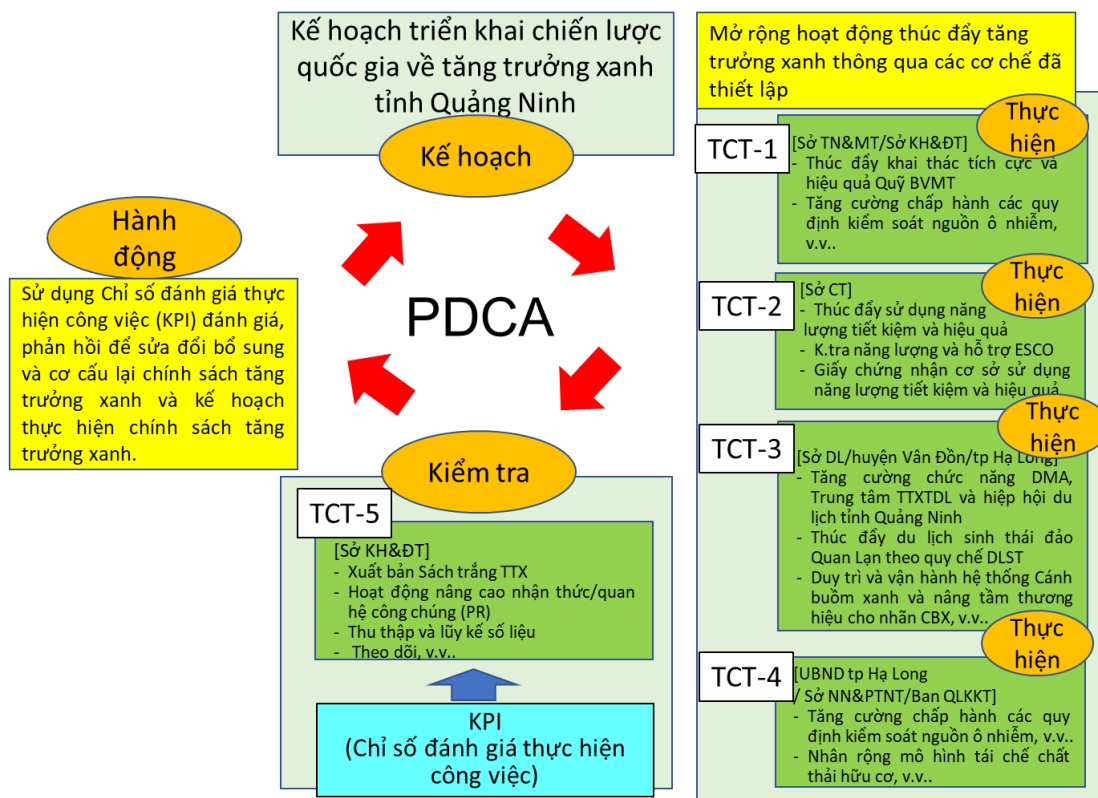 Kế hoạch triển khai chiến lược
quốc gia về tăng trưởng xanh
tỉnh Quảng Ninh
Kế hoạch
Hành
động
Sử dụng Chỉ số đánh giá thực
hiện công việc (KPI) đánh giá,
phản hồi để sửa đổi bổ sung
và cơ cấu lại chính sách tăng
trưởng xanh và kế hoạch
thực hiện chính sách tăng
trưởng xanh.
PDCA
Kiểm tra
TCT-5
[Sở KH&ĐT]
- Xuất bản Sách trắng TTX
- Hoạt động nâng cao nhận thức/quan
hệ công chúng (PR)
- Thu thập và lũy kế số liệu
- Theo dõi, v.v..
KPI
(Chỉ số đánh giá thực hiện
công việc)
Mở rộng hoạt động thúc đẩy tăng
trưởng xanh thông qua các cơ chế đã
thiết lập
Thực
hiện
TCT-1
[Sở TN&MT/Sở KH&ĐT]
- Thúc đẩy khai thác tích cực và
hiệu quả Quỹ BVMT
- Tăng cường chấp hành các quy
định kiểm soát nguồn ô nhiễm,
v.v..
Thực
hiện
TCT-2
[Sở CT]
- Thúc đẩy sử dụng năng
lượng tiết kiệm và hiệu quả
- K.tra năng lượng và hỗ trợ ESCO
- Giấy chứng nhận cơ sở sử dụng
năng lượng tiết kiệm và hiệu quả
Thực
hiện
TCT-3
[Sở DL/huyện Vân Đồn/tp Hạ Long]
- Tăng cường chức năng DMA,
Trung tâm TTXTDL và hiệp hội du
lịch tỉnh Quảng Ninh
- Thúc đẩy du lịch sinh thái đảo
Quan Lạn theo quy chế DLST
- Duy trì và vận hành hệ thống Cánh
buồm xanh và nâng tầm thương
hiệu cho nhãn CBX, v.v..
Thực
hiện
TCT-4
[UBND tp Hạ Long
/ Sở NN&PTNT/Ban QLKKT]
- Tăng cường chấp hành các quy
định kiểm soát nguồn ô nhiễm, v.v..
- Nhân rộng mô hình tái chế chất
thải hữu cơ, v.v..